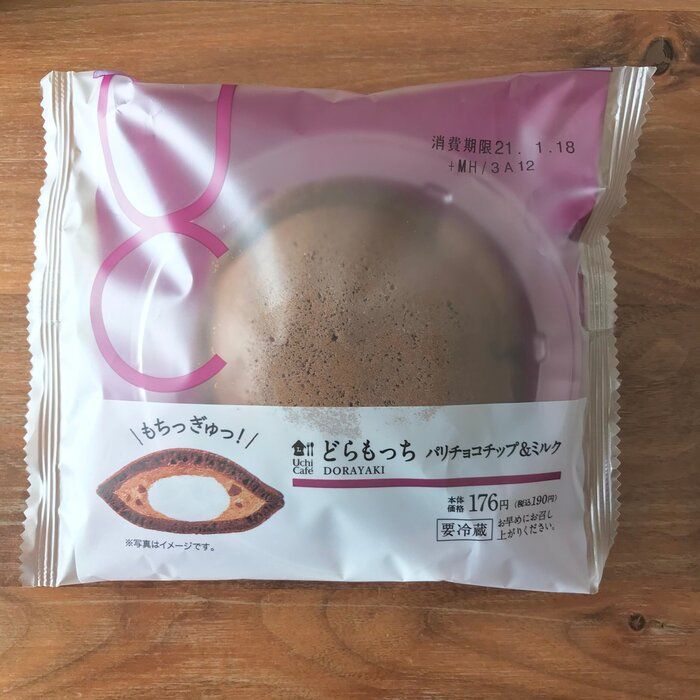 UC
消費期限21. 1.18
+MH/3A12
もちっぎゅっ!
Uchi Café
どらもっち パリチョコチップ&ミルク
DORAYAKI
本体価格 176円(税込190円)
要冷蔵
お早めにお召し
上がりください。
※写真はイメージです。